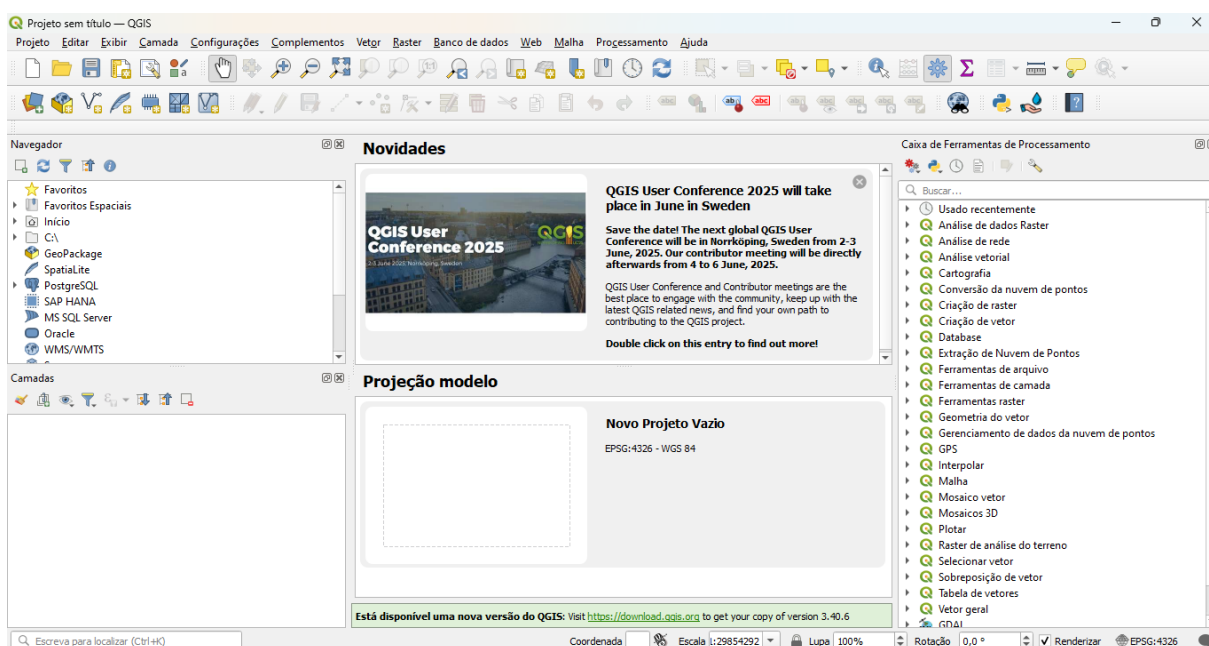 Projeto sem título — QGIS
Projeto Editar Exibir Camada Configurações Complementos Vetor Raster Banco de dados Web Malha Processamento Ajuda
Navegador
Favoritos
Favoritos Espaciais
Início
C:\
GeoPackage
SpatiaLite
PostgreSQL
SAP HANA
MS SQL Server
Oracle
WMS/WMTS
Camadas
Novidades
QGIS User
Conference 2025
QGIS
QGIS User Conference 2025 will take
place in June in Sweden
Save the date! The next global QGIS User
Conference will be in Norrköping, Sweden from 2-3
June, 2025. Our contributor meeting will be directly
afterwards from 4 to 6 June, 2025.
QGIS User Conference and Contributor meetings are the
best place to engage with the community, keep up with the
latest QGIS related news, and find your own path to
contributing to the QGIS project.
Double click on this entry to find out more!
Projeção modelo
Novo Projeto Vazio
EPSG:4326 - WGS 84
Está disponível uma nova versão do QGIS: Visit https://download.qgis.org to get your copy of version 3.40.6
Caixa de Ferramentas de Processamento
Buscar...
Usado recentemente
Análise de dados Raster
Análise de rede
Análise vetorial
Cartografia
Conversão da nuvem de pontos
Criação de raster
Criação de vetor
Database
Extração de Nuvem de Pontos
Ferramentas de arquivo
Ferramentas de camada
Ferramentas raster
Geometria do vetor
Gerenciamento de dados da nuvem de pontos
GPS
Interpolar
Malha
Mosaico vetor
Mosaicos 3D
Plotar
Raster de análise do terreno
Selecionar vetor
Sobreposição de vetor
Tabela de vetores
Vetor geral
GDAL
Escreva para localizar (Ctrl+K)
Coordenada Escala 1:29854292 Lupa 100% Rotação 0,0 ° Renderizar EPSG:4326